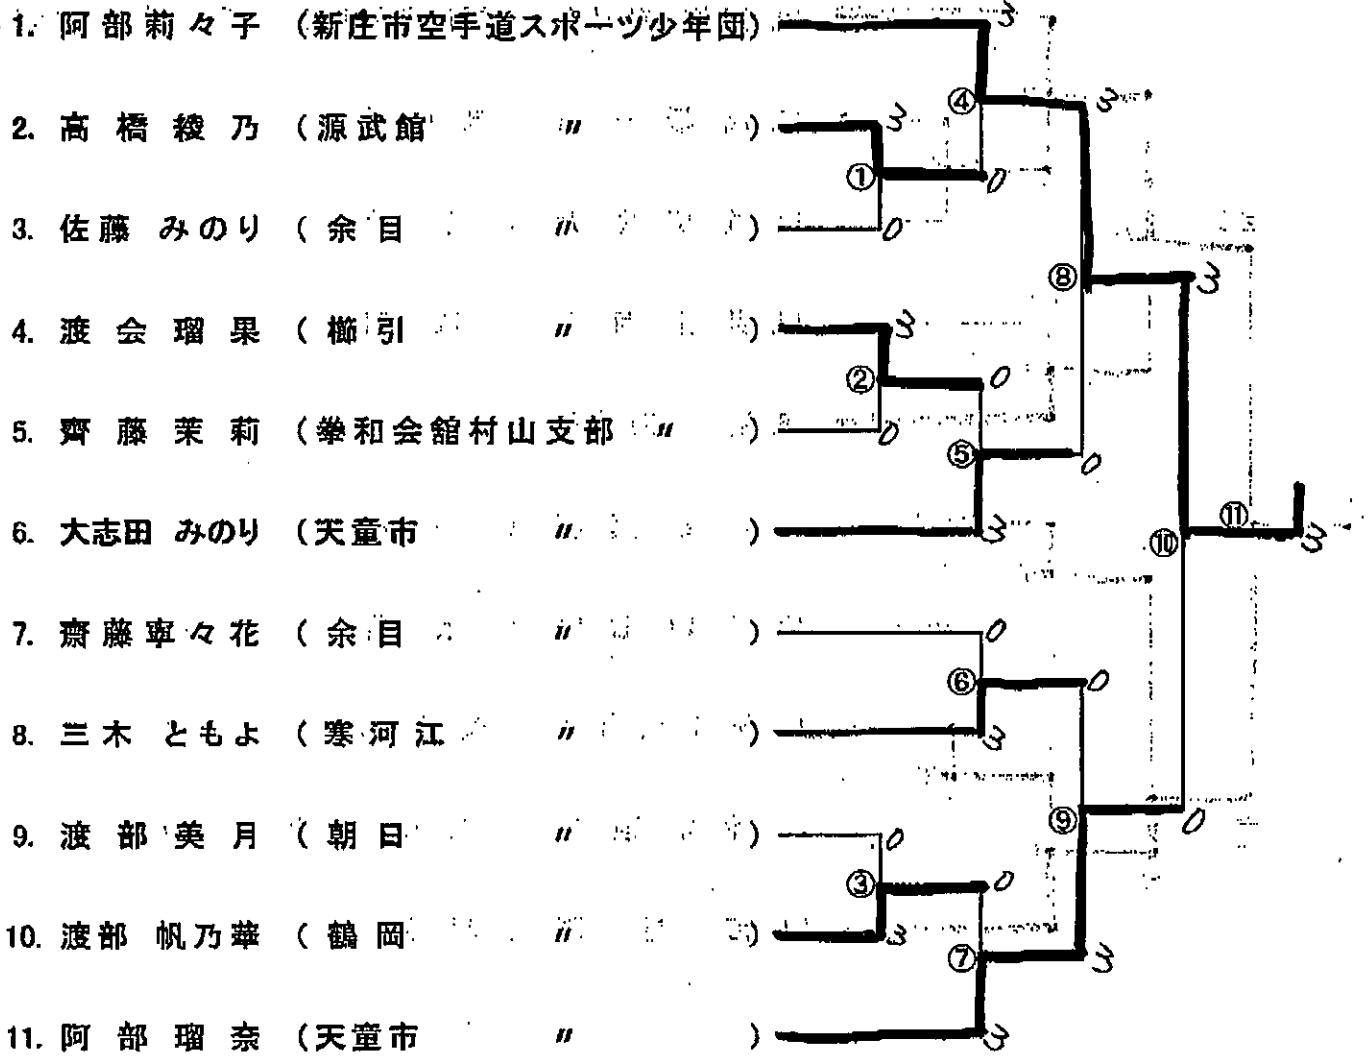 1. 阿部莉々子 (新庄市空手道スポーツ少年団) 3
④ 3
2. 高橋綾乃 (源武館 〃 ) 3
① 0
3. 佐藤 みのり ( 余目 〃 ) 0
⑧ 3
4. 渡会瑠果 ( 櫛引 〃 ) 3
② 0
5. 齊藤茉莉 (拳和会舘村山支部 〃 ) 0
⑤ 0
6. 大志田 みのり (天童市 〃 ) 3
⑪ 3
⑩
7. 齋藤寧々花 ( 余目 〃 ) 0
⑥ 0
8. 三木 ともよ ( 寒河江 〃 ) 3
⑨ 0
9. 渡部美月 ( 朝日 〃 ) 0
③ 0
10. 渡部 帆乃華 ( 鶴岡 〃 ) 3
⑦ 3
11. 阿部瑠奈 (天童市 〃 ) 3